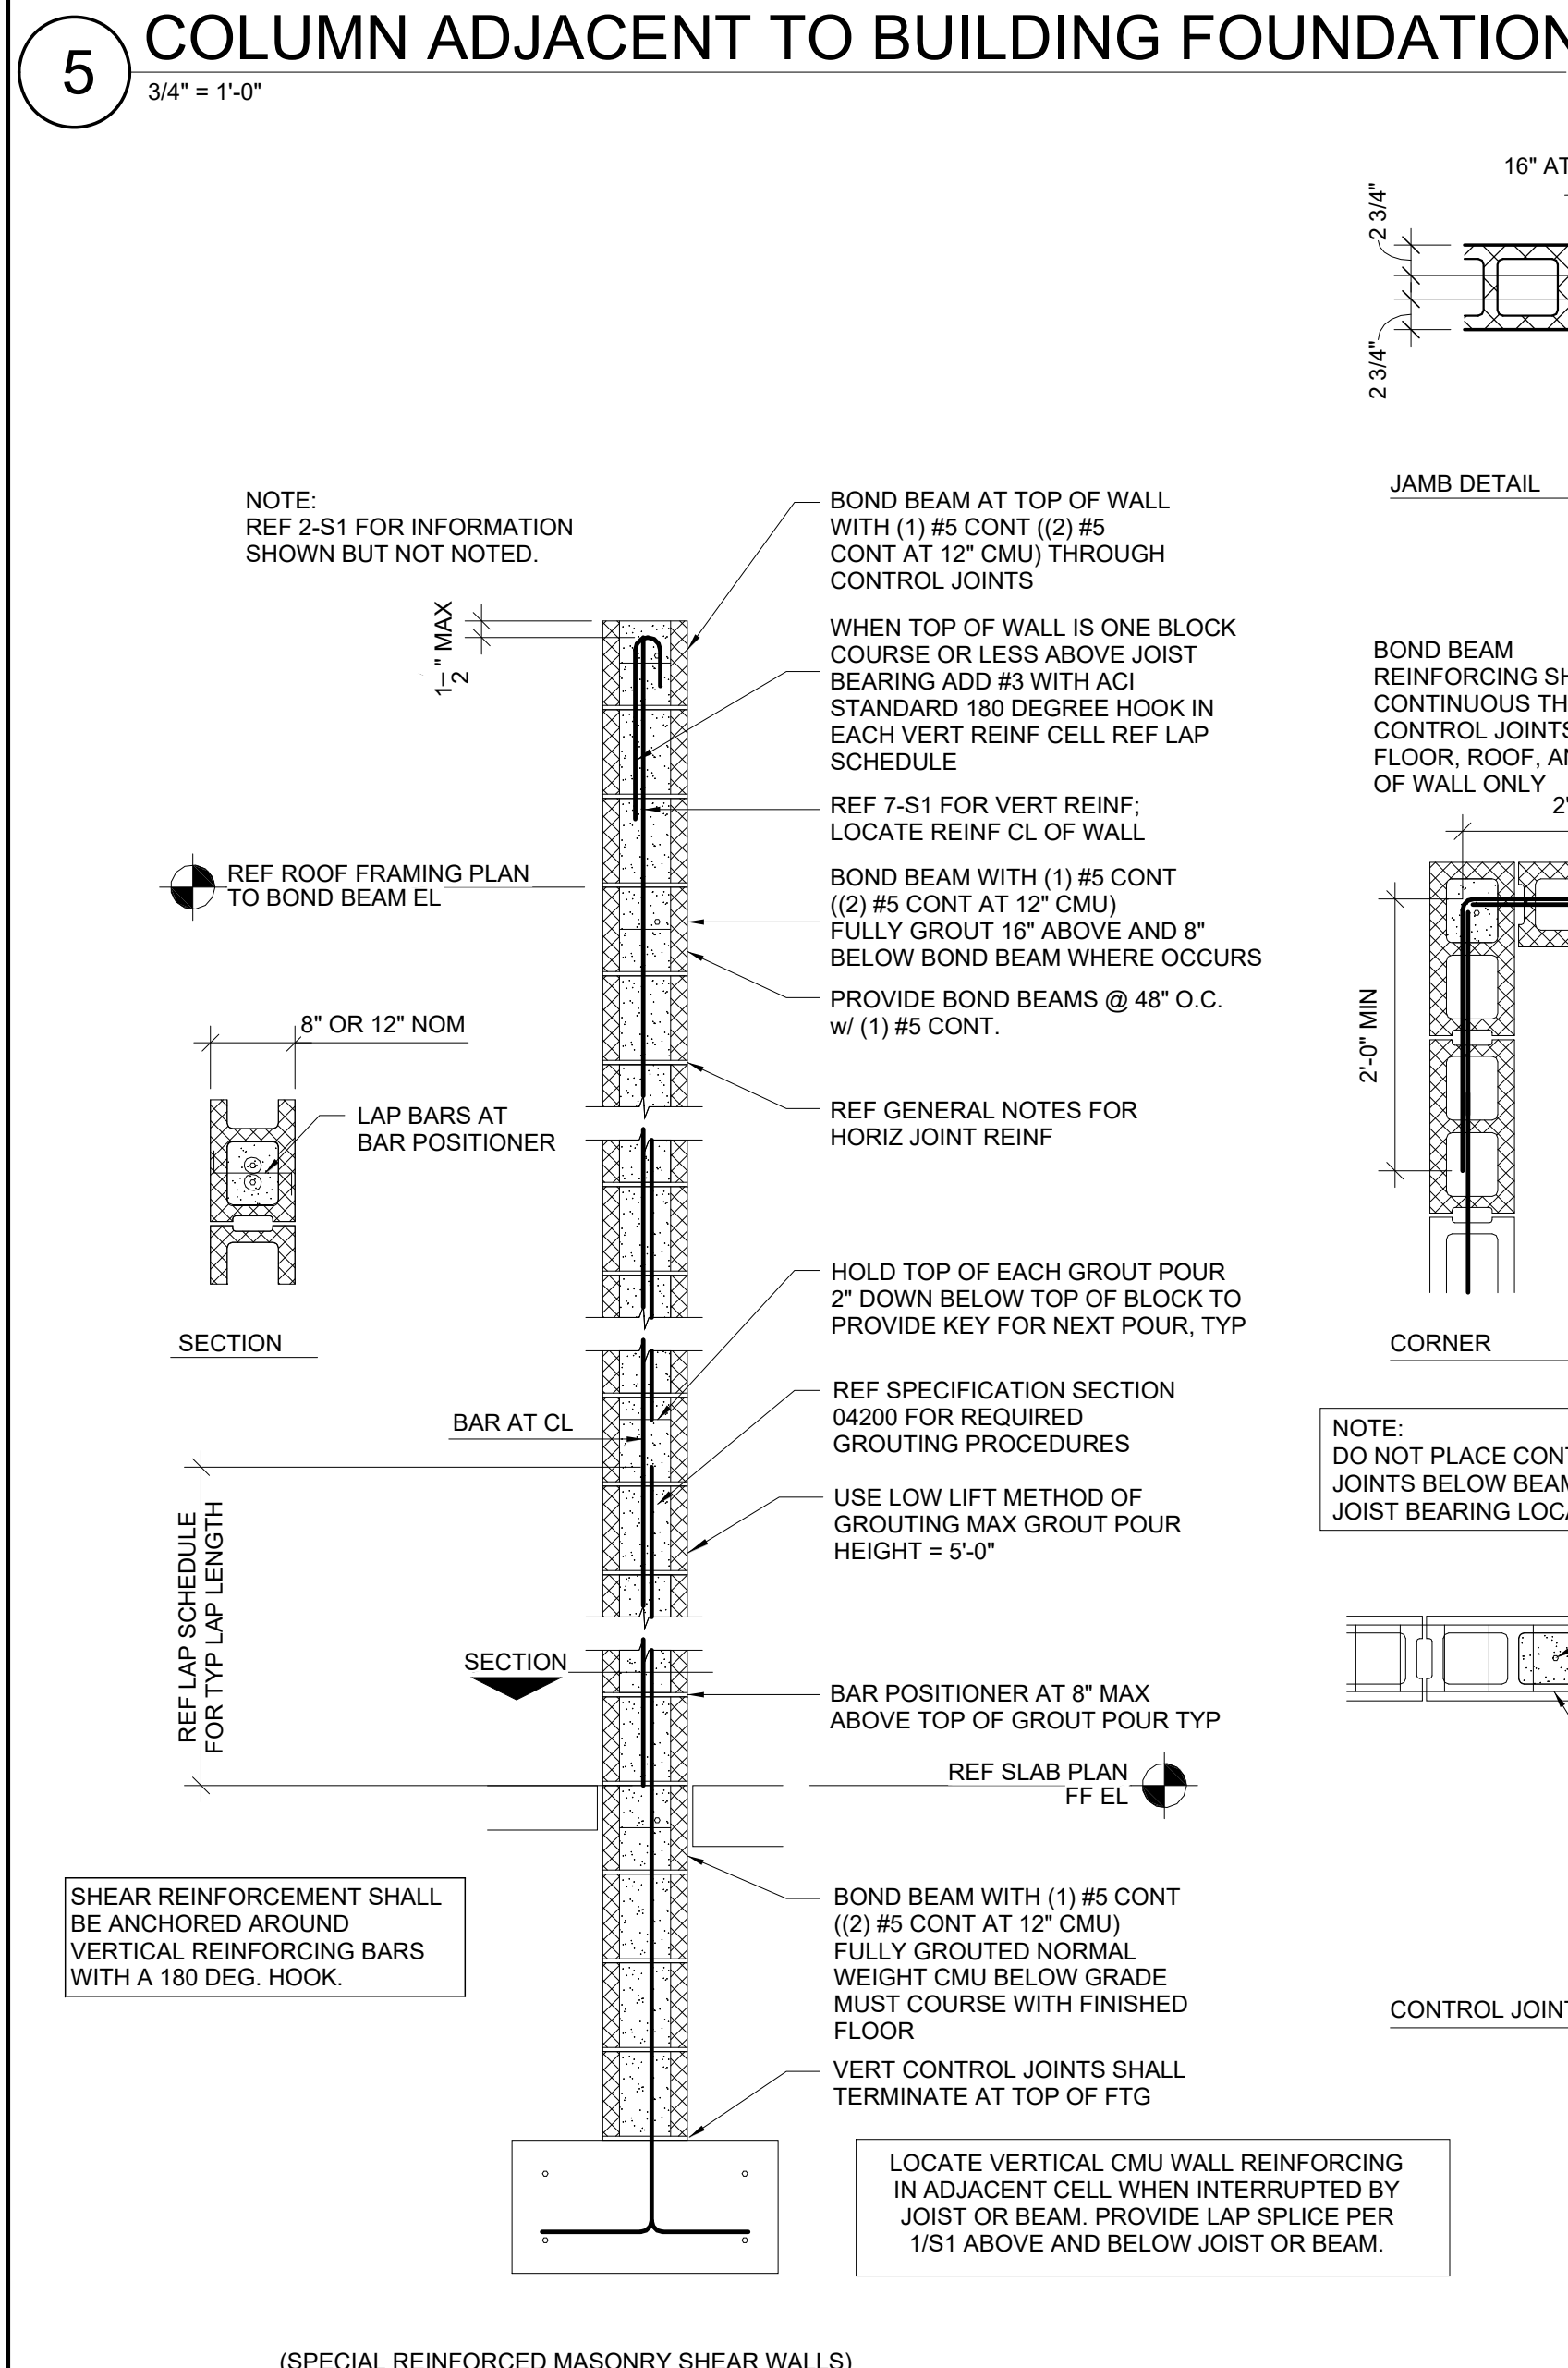 5
COLUMN ADJACENT TO BUILDING FOUNDATION
3/4" = 1'-0"
16" AT
2 3/4"
2 3/4"
JAMB DETAIL
NOTE:
REF 2-S1 FOR INFORMATION
SHOWN BUT NOT NOTED.
1 1/2" MAX
BOND BEAM AT TOP OF WALL
WITH (1) #5 CONT ((2) #5
CONT AT 12" CMU) THROUGH
CONTROL JOINTS
WHEN TOP OF WALL IS ONE BLOCK
COURSE OR LESS ABOVE JOIST
BEARING ADD #3 WITH ACI
STANDARD 180 DEGREE HOOK IN
EACH VERT REINF CELL REF LAP
SCHEDULE
REF 7-S1 FOR VERT REINF;
LOCATE REINF CL OF WALL
BOND BEAM WITH (1) #5 CONT
((2) #5 CONT AT 12" CMU)
FULLY GROUT 16" ABOVE AND 8"
BELOW BOND BEAM WHERE OCCURS
PROVIDE BOND BEAMS @ 48" O.C.
w/ (1) #5 CONT.
REF GENERAL NOTES FOR
HORIZ JOINT REINF
REF ROOF FRAMING PLAN
TO BOND BEAM EL
8" OR 12" NOM
LAP BARS AT
BAR POSITIONER
SECTION
HOLD TOP OF EACH GROUT POUR
2" DOWN BELOW TOP OF BLOCK TO
PROVIDE KEY FOR NEXT POUR, TYP
REF SPECIFICATION SECTION
04200 FOR REQUIRED
GROUTING PROCEDURES
USE LOW LIFT METHOD OF
GROUTING MAX GROUT POUR
HEIGHT = 5'-0"
BAR AT CL
REF LAP SCHEDULE
FOR TYP LAP LENGTH
SECTION
BAR POSITIONER AT 8" MAX
ABOVE TOP OF GROUT POUR TYP
REF SLAB PLAN
FF EL
BOND BEAM WITH (1) #5 CONT
((2) #5 CONT AT 12" CMU)
FULLY GROUTED NORMAL
WEIGHT CMU BELOW GRADE
MUST COURSE WITH FINISHED
FLOOR
VERT CONTROL JOINTS SHALL
TERMINATE AT TOP OF FTG
SHEAR REINFORCEMENT SHALL
BE ANCHORED AROUND
VERTICAL REINFORCING BARS
WITH A 180 DEG. HOOK.
LOCATE VERTICAL CMU WALL REINFORCING
IN ADJACENT CELL WHEN INTERRUPTED BY
JOIST OR BEAM. PROVIDE LAP SPLICE PER
1/S1 ABOVE AND BELOW JOIST OR BEAM.
(SPECIAL REINFORCED MASONRY SHEAR WALLS)
BOND BEAM
REINFORCING SH
CONTINUOUS TH
CONTROL JOINTS
FLOOR, ROOF, AN
OF WALL ONLY
2'
2'-0" MIN
CORNER
NOTE:
DO NOT PLACE CONT
JOINTS BELOW BEAM
JOIST BEARING LOCA
CONTROL JOINT